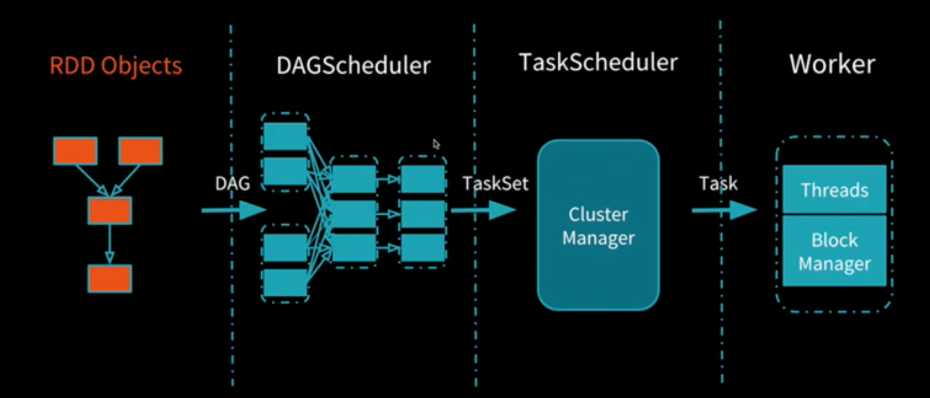 RDD Objects
DAGScheduler
TaskScheduler
Worker
DAG
TaskSet
Task
Cluster
Manager
Threads
Block
Manager